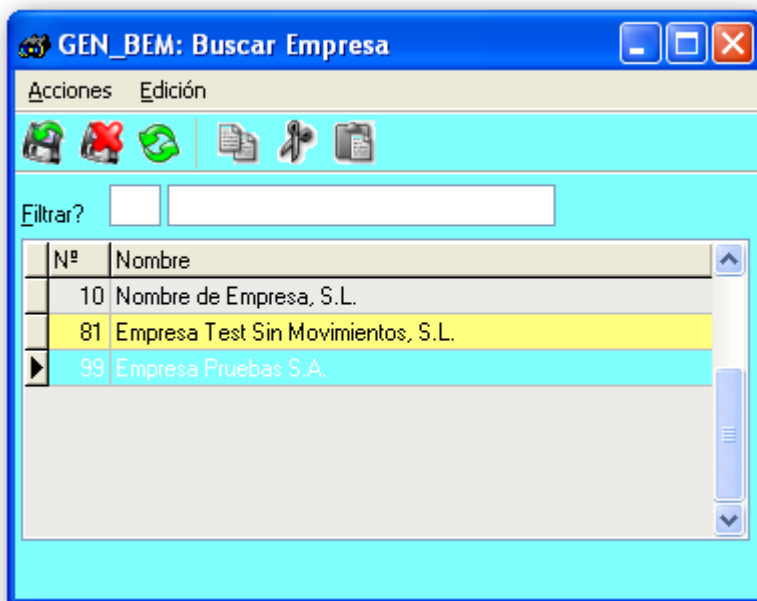 GEN_BEM: Buscar Empresa
Acciones Edición
Filtrar?
Nº Nombre
10 Nombre de Empresa, S.L.
81 Empresa Test Sin Movimientos, S.L.
99 Empresa Pruebas S.A.